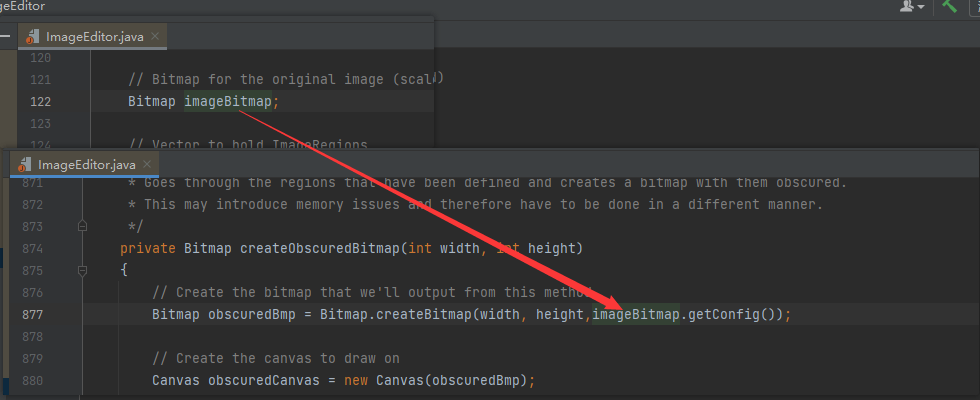 geEditor
ImageEditor.java
120
121 // Bitmap for the original image (scal
122 Bitmap imageBitmap;
123
124 // Vector to hold ImageRegions
ImageEditor.java
871 * Goes through the regions that have been defined and creates a bitmap with them obscured.
872 * This may introduce memory issues and therefore have to be done in a different manner.
873 */
874 private Bitmap createObscuredBitmap(int width, int height)
875 {
876 // Create the bitmap that we'll output from this method
877 Bitmap obscuredBmp = Bitmap.createBitmap(width, height,imageBitmap.getConfig());
878
879 // Create the canvas to draw on
880 Canvas obscuredCanvas = new Canvas(obscuredBmp);